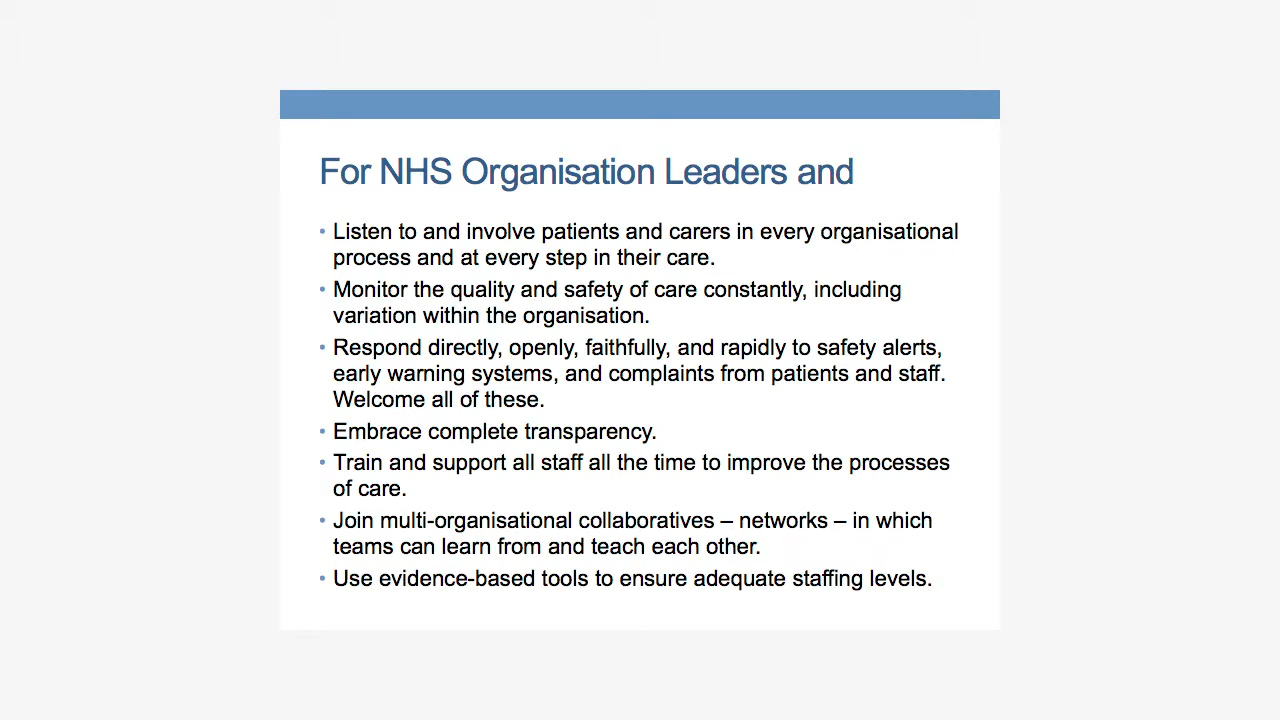 For NHS Organisation Leaders and
• Listen to and involve patients and carers in every organisational
process and at every step in their care.
• Monitor the quality and safety of care constantly, including
variation within the organisation.
• Respond directly, openly, faithfully, and rapidly to safety alerts,
early warning systems, and complaints from patients and staff.
Welcome all of these.
• Embrace complete transparency.
• Train and support all staff all the time to improve the processes
of care.
• Join multi-organisational collaboratives – networks – in which
teams can learn from and teach each other.
• Use evidence-based tools to ensure adequate staffing levels.